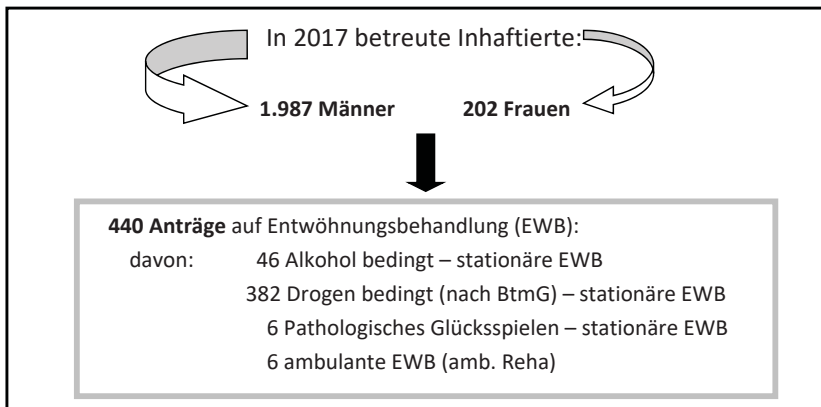 In 2017 betreute Inhaftierte:
1.987 Männer 202 Frauen
440 Anträge auf Entwöhnungsbehandlung (EWB):
davon: 46 Alkohol bedingt – stationäre EWB
382 Drogen bedingt (nach BtmG) – stationäre EWB
6 Pathologisches Glücksspielen – stationäre EWB
6 ambulante EWB (amb. Reha)